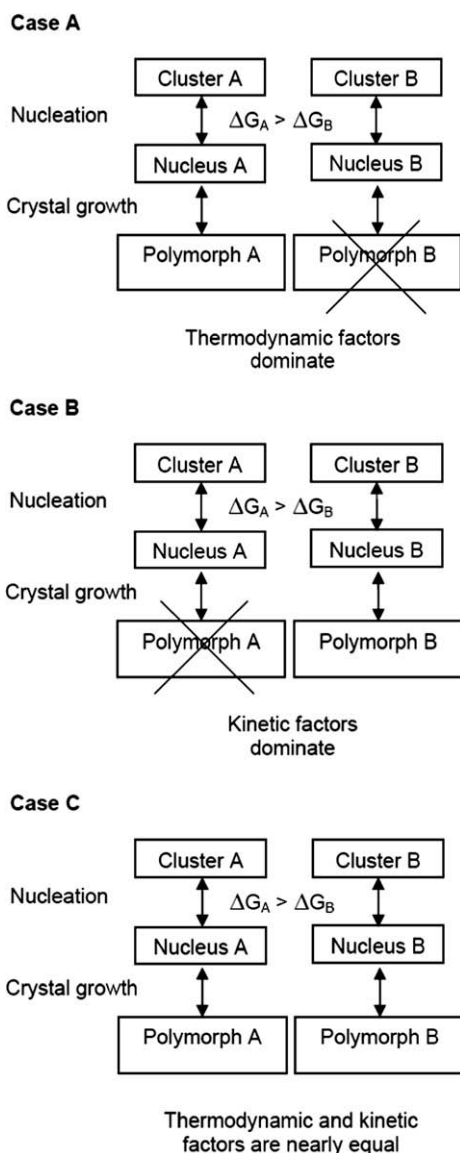 Case A
Cluster A Cluster B
Nucleation ΔG_A > ΔG_B
Nucleus A Nucleus B
Crystal growth
Polymorph A Polymorph B
Thermodynamic factors
dominate
Case B
Cluster A Cluster B
Nucleation ΔG_A > ΔG_B
Nucleus A Nucleus B
Crystal growth
Polymorph A Polymorph B
Kinetic factors
dominate
Case C
Cluster A Cluster B
Nucleation ΔG_A > ΔG_B
Nucleus A Nucleus B
Crystal growth
Polymorph A Polymorph B
Thermodynamic and kinetic
factors are nearly equal